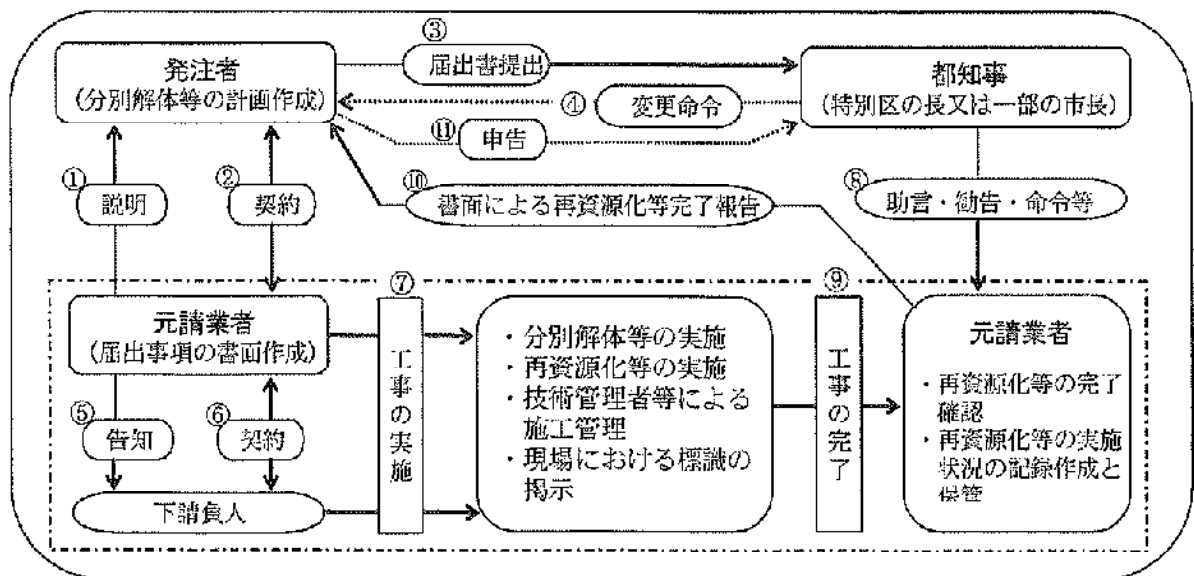 ③
届出書提出
発注者
(分別解体等の計画作成)
都知事
(特別区の長又は一部の市長)
④
変更命令
⑪
申告
①
説明
②
契約
⑩
書面による再資源化等完了報告
⑧
助言・勧告・命令等
元請業者
(届出事項の書面作成)
⑤
告知
⑥
契約
下請負人
⑦
工事の実施
・分別解体等の実施
・再資源化等の実施
・技術管理者等による
施工管理
・現場における標識の
掲示
⑨
工事の完了
元請業者
・再資源化等の完了
確認
・再資源化等の実施
状況の記録作成と
保管